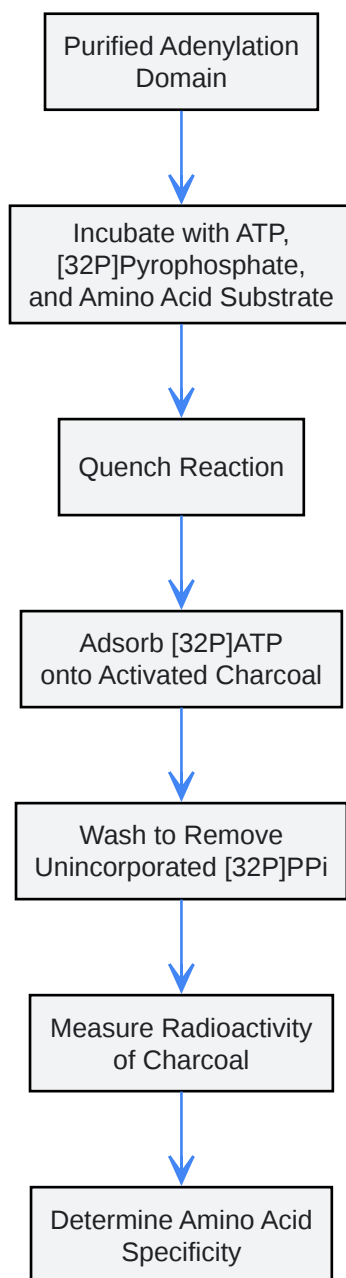 Purified Adenylation
Domain
Incubate with ATP,
[32P]Pyrophosphate,
and Amino Acid Substrate
Quench Reaction
Adsorb [32P]ATP
onto Activated Charcoal
Wash to Remove
Unincorporated [32P]PPi
Measure Radioactivity
of Charcoal
Determine Amino Acid
Specificity